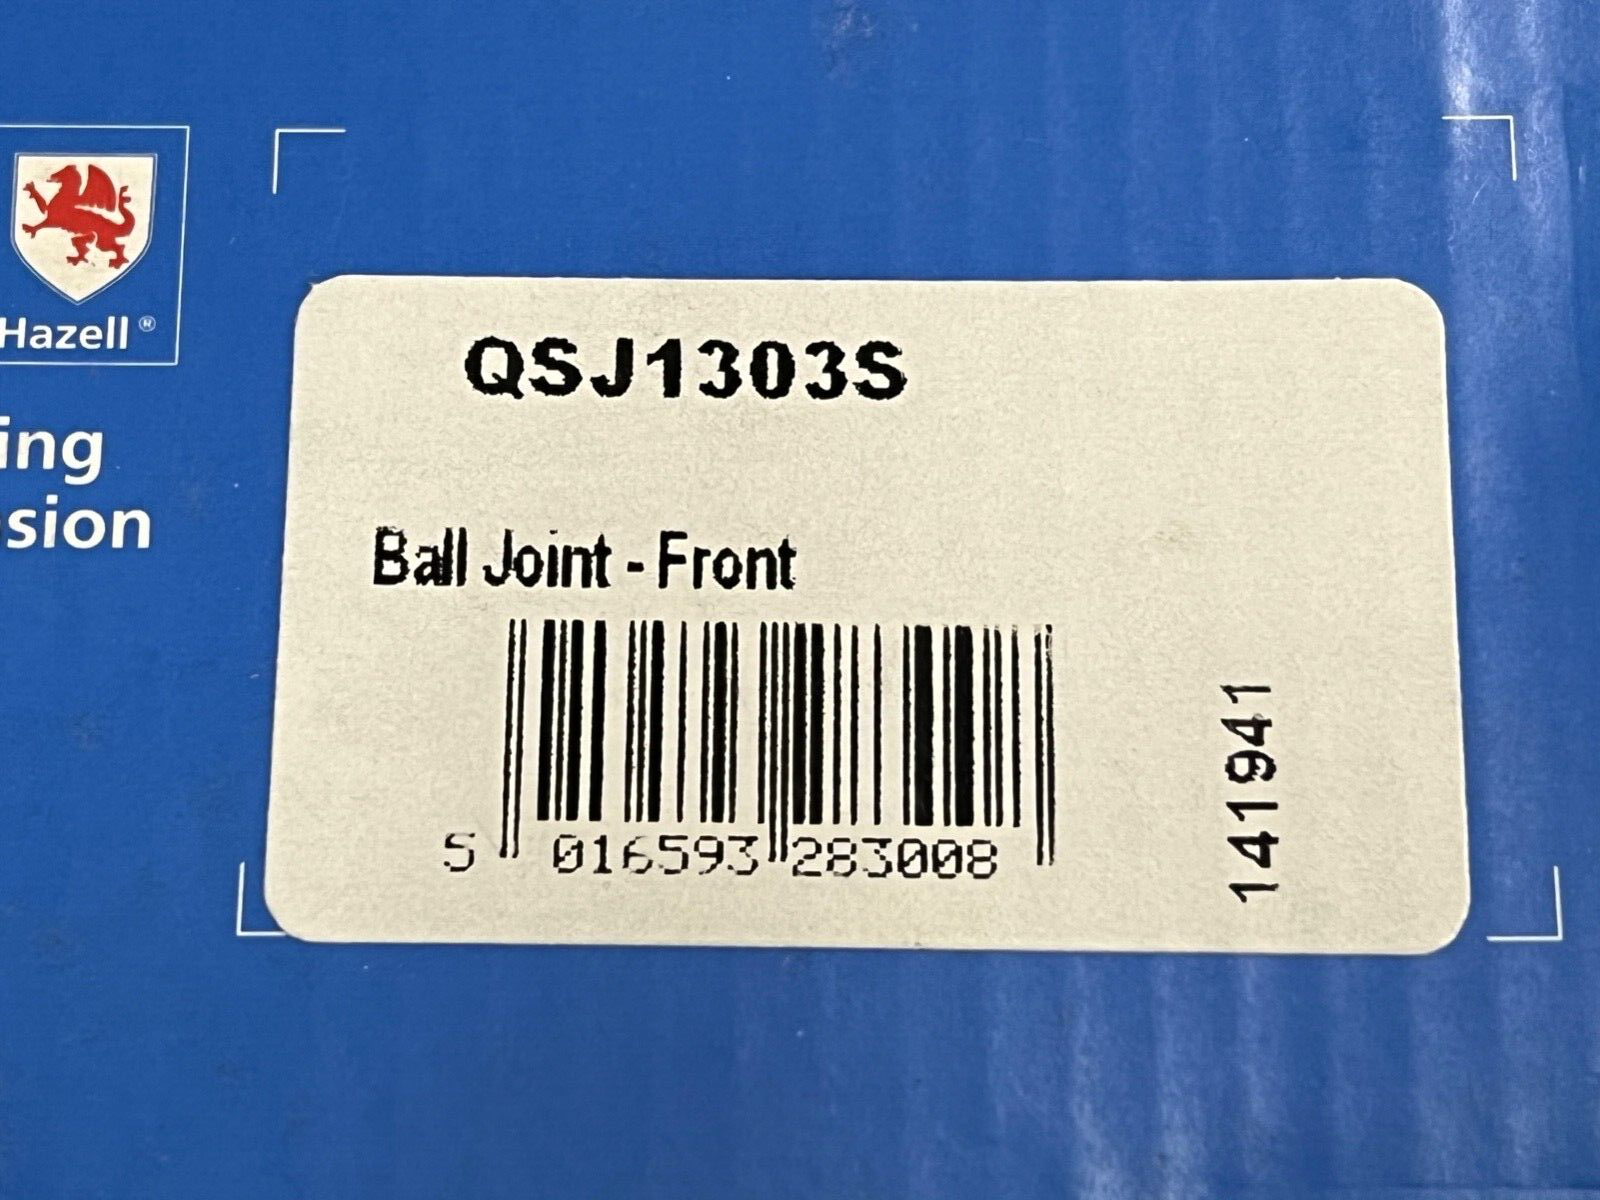 Hazell®
ing
sion
QSJ1303S
Ball Joint - Front
5 016593 283008
141941